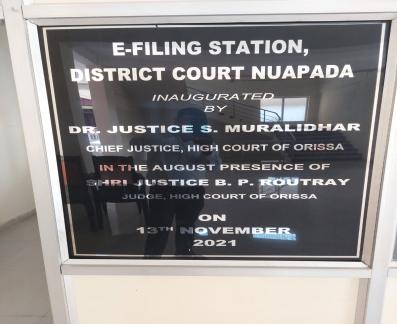 E-FILING STATION,
DISTRICT COURT NUAPADA
INAUGURATED
BY
DR. JUSTICE S. MURALIDHAR
CHIEF JUSTICE, HIGH COURT OF ORISSA
IN THE AUGUST PRESENCE OF
SHRI JUSTICE B. P. ROUTRAY
JUDGE, HIGH COURT OF ORISSA
ON
13TH NOVEMBER
2021